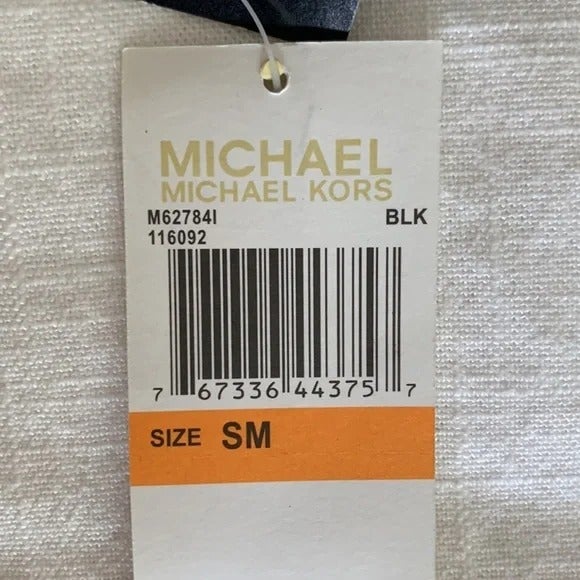 MICHAEL
MICHAEL KORS
M62784I BLK
116092
7 67336 44375 7
SIZE SM